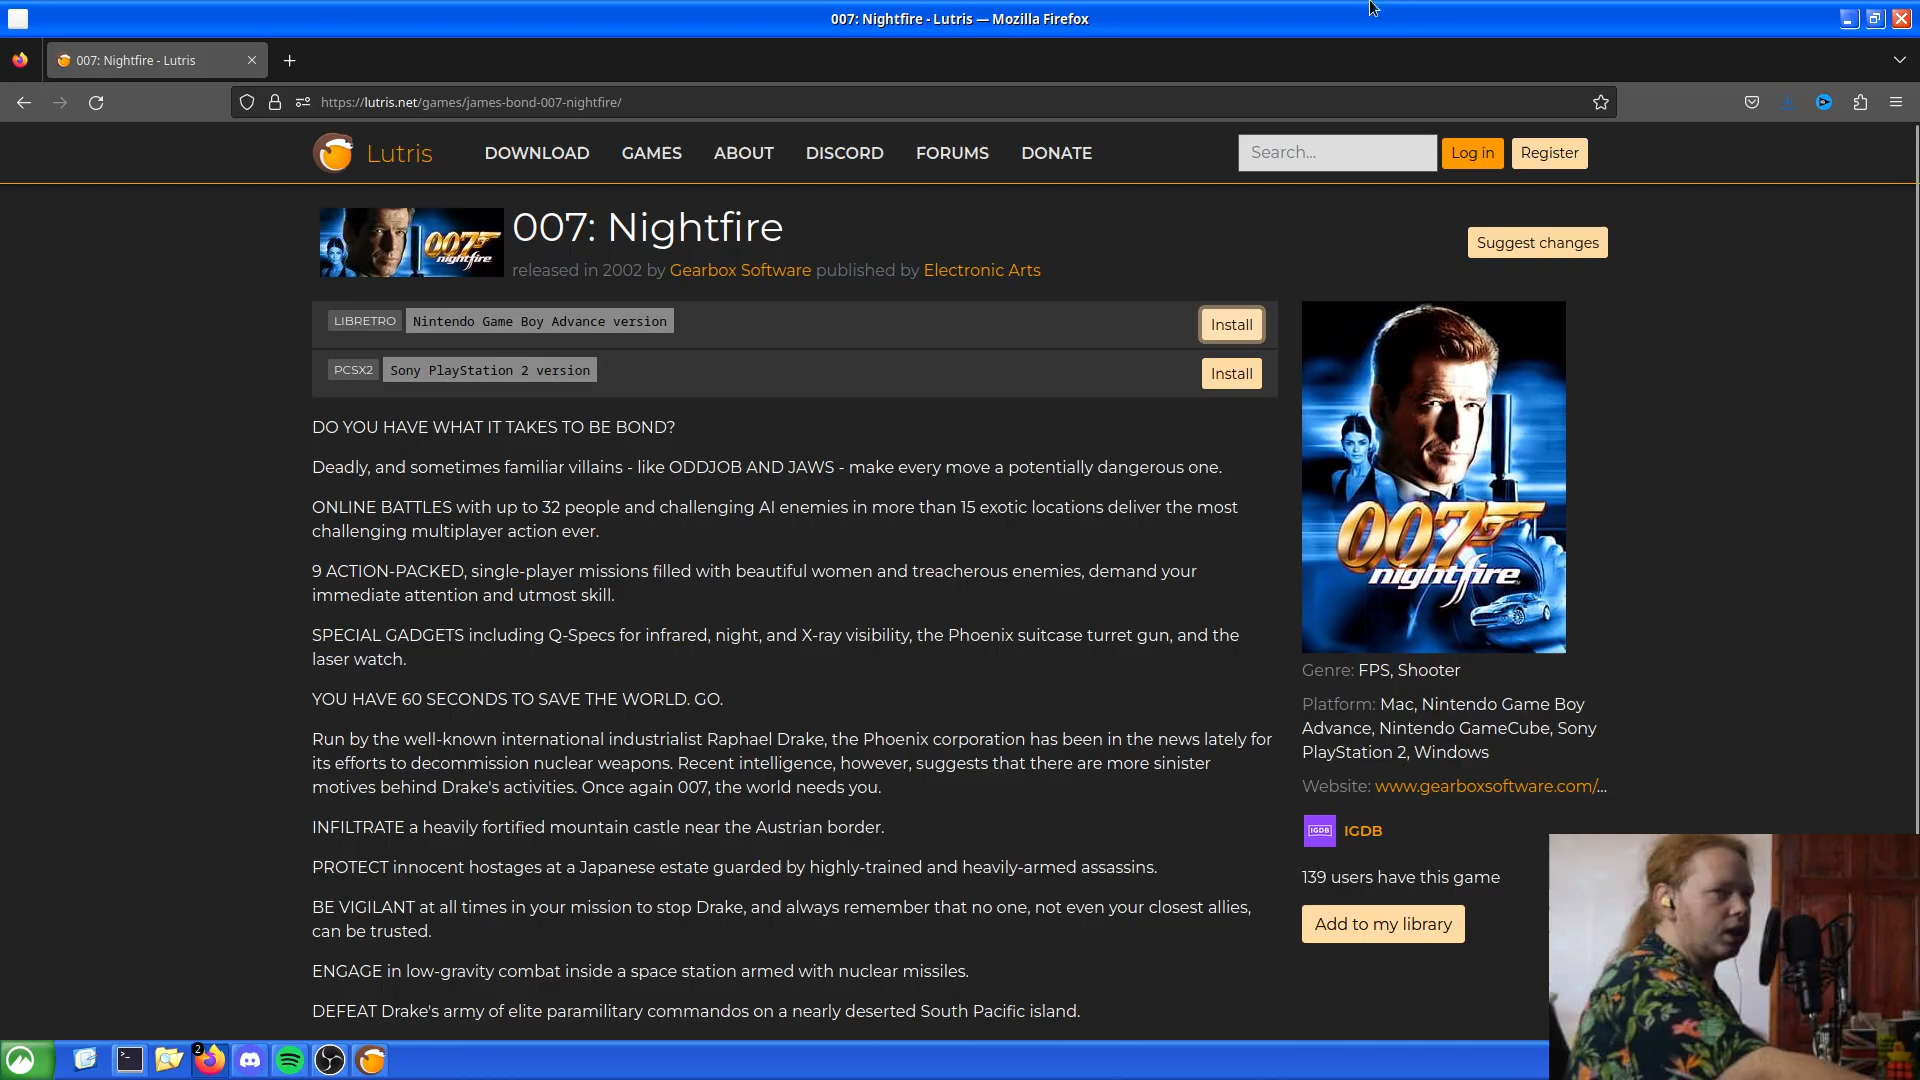 007: Nightfire - Lutris — Mozilla Firefox
007: Nightfire - Lutris
https://lutris.net/games/james-bond-007-nightfire/
Lutris
DOWNLOAD
GAMES
ABOUT
DISCORD
FORUMS
DONATE
Search...
Log in
Register
007: Nightfire
released in 2002 by Gearbox Software published by Electronic Arts
Suggest changes
007
nightfire
LIBRETRO Nintendo Game Boy Advance version
Install
PCSX2 Sony PlayStation 2 version
Install
DO YOU HAVE WHAT IT TAKES TO BE BOND?
Deadly, and sometimes familiar villains - like ODDJOB AND JAWS - make every move a potentially dangerous one.
ONLINE BATTLES with up to 32 people and challenging AI enemies in more than 15 exotic locations deliver the most
challenging multiplayer action ever.
9 ACTION-PACKED, single-player missions filled with beautiful women and treacherous enemies, demand your
immediate attention and utmost skill.
SPECIAL GADGETS including Q-Specs for infrared, night, and X-ray visibility, the Phoenix suitcase turret gun, and the
laser watch.
YOU HAVE 60 SECONDS TO SAVE THE WORLD. GO.
Run by the well-known international industrialist Raphael Drake, the Phoenix corporation has been in the news lately for
its efforts to decommission nuclear weapons. Recent intelligence, however, suggests that there are more sinister
motives behind Drake's activities. Once again 007, the world needs you.
INFILTRATE a heavily fortified mountain castle near the Austrian border.
PROTECT innocent hostages at a Japanese estate guarded by highly-trained and heavily-armed assassins.
BE VIGILANT at all times in your mission to stop Drake, and always remember that no one, not even your closest allies,
can be trusted.
ENGAGE in low-gravity combat inside a space station armed with nuclear missiles.
DEFEAT Drake's army of elite paramilitary commandos on a nearly deserted South Pacific island.
007
nightfire
Genre: FPS, Shooter
Platform: Mac, Nintendo Game Boy
Advance, Nintendo GameCube, Sony
PlayStation 2, Windows
Website: www.gearboxsoftware.com/...
IGDB
IGDB
139 users have this game
Add to my library
2